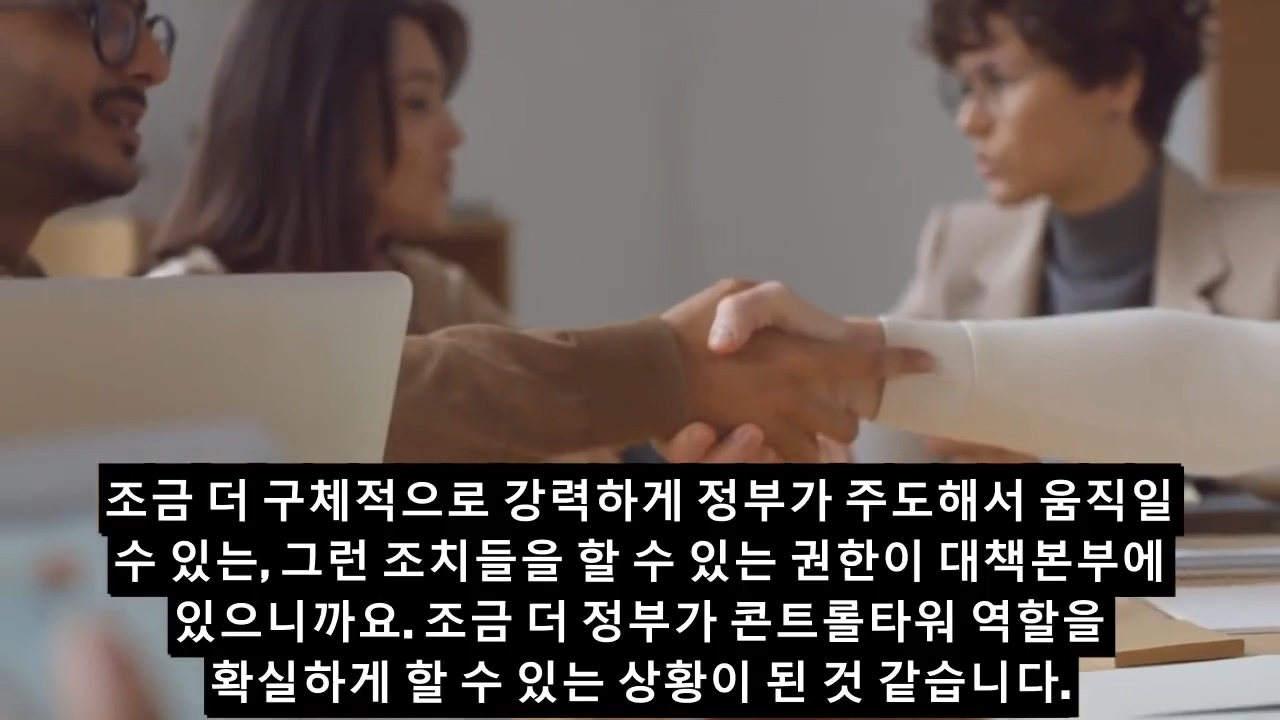 조금 더 구체적으로 강력하게 정부가 주도해서 움직일
수 있는, 그런 조치들을 할 수 있는 권한이 대책본부에
있으니까요. 조금 더 정부가 콘트롤타워 역할을
확실하게 할 수 있는 상황이 된 것 같습니다.